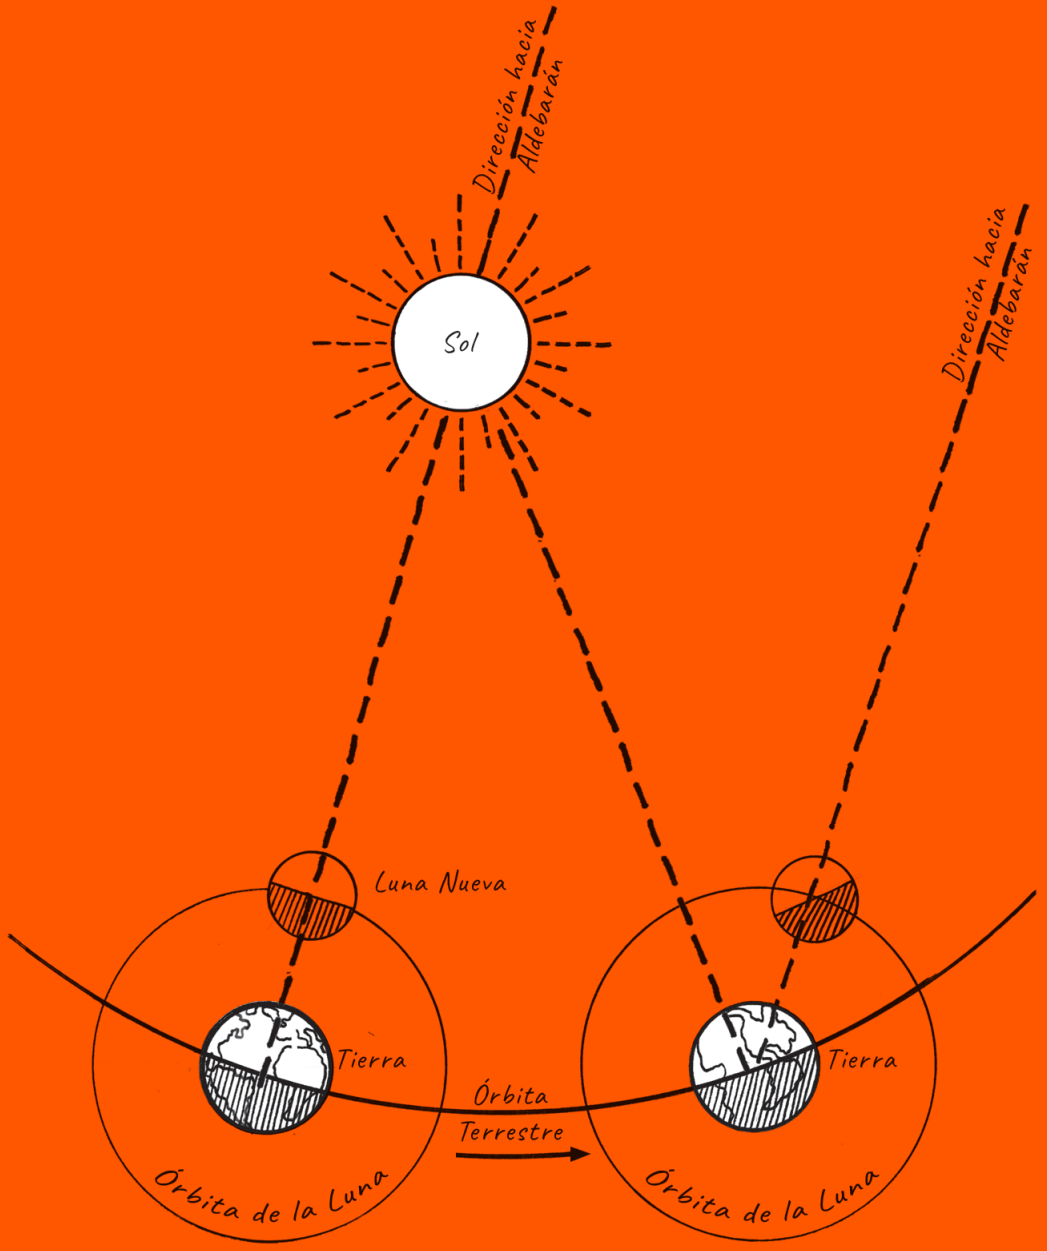 Dirección hacia
Aldebarán
Dirección hacia
Aldebarán
Sol
Luna Nueva
Tierra
Tierra
Órbita
Terrestre
Órbita de la Luna
Órbita de la Luna